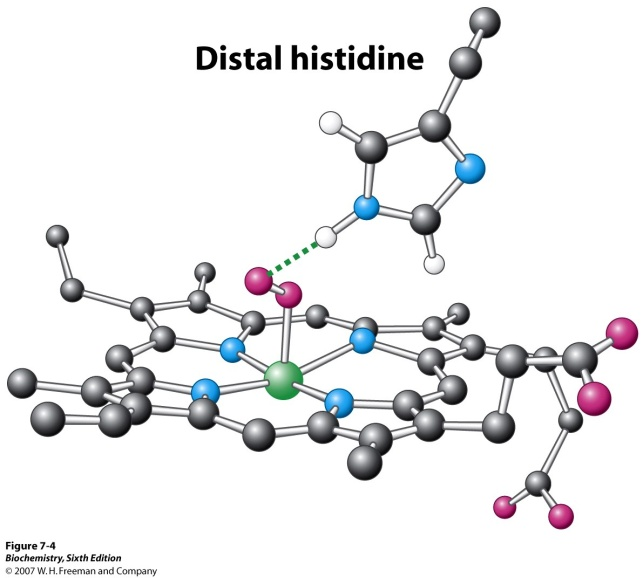 Distal histidine
Figure 7-4
Biochemistry, Sixth Edition
© 2007 W. H. Freeman and Company